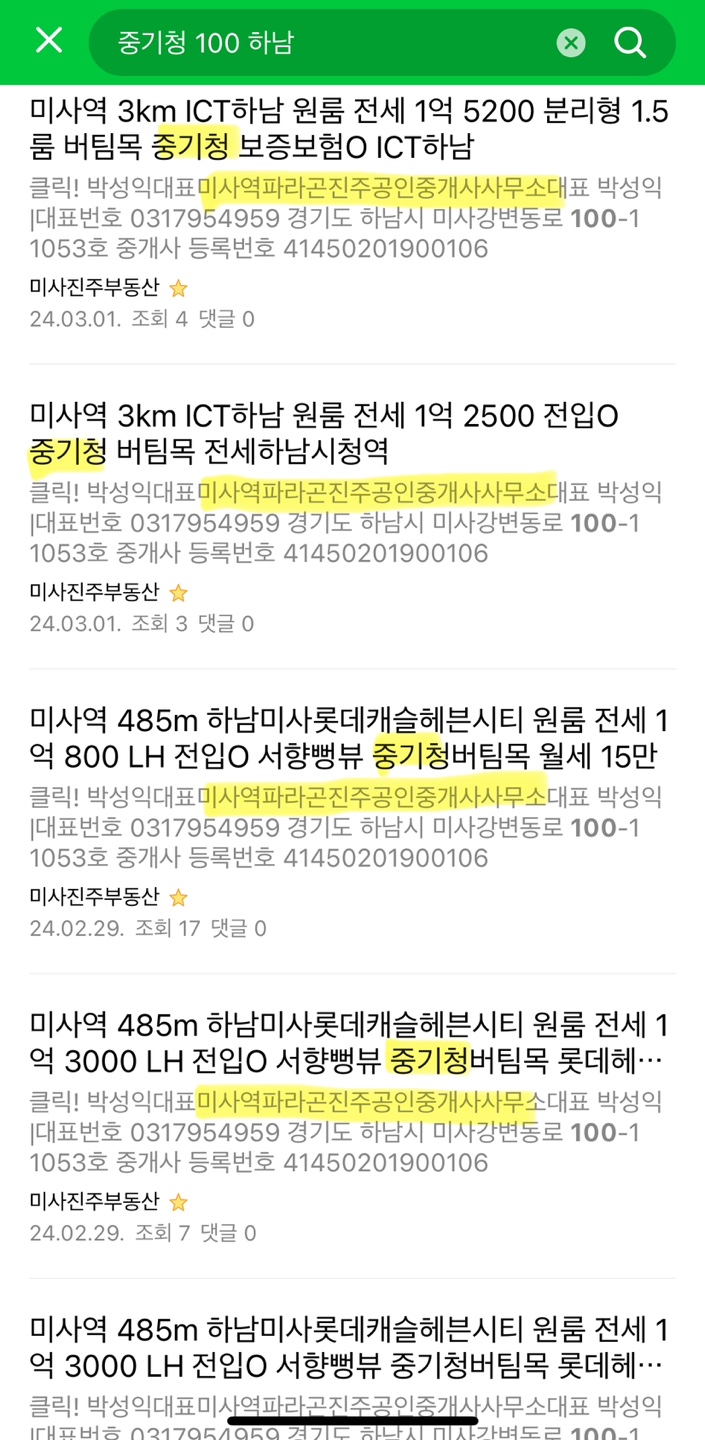 중기청 100 하남
미사역 3km ICT하남 원룸 전세 1억 5200 분리형 1.5
룸 버팀목 중기청 보증보험O ICT하남
클릭! 박성익대표미사역파라곤진주공인중개사사무소대표 박성익
|대표번호 0317954959 경기도 하남시 미사강변동로 100-1
1053호 중개사 등록번호 41450201900106
미사진주부동산
24.03.01. 조회 4 댓글 0
미사역 3km ICT하남 원룸 전세 1억 2500 전입O
중기청 버팀목 전세하남시청역
클릭! 박성익대표미사역파라곤진주공인중개사사무소대표 박성익
|대표번호 0317954959 경기도 하남시 미사강변동로 100-1
1053호 중개사 등록번호 41450201900106
미사진주부동산
24.03.01. 조회 3 댓글 0
미사역 485m 하남미사롯데캐슬헤븐시티 원룸 전세 1
억 800 LH 전입O 서향뻥뷰 중기청버팀목 월세 15만
클릭! 박성익대표미사역파라곤진주공인중개사사무소대표 박성익
|대표번호 0317954959 경기도 하남시 미사강변동로 100-1
1053호 중개사 등록번호 41450201900106
미사진주부동산
24.02.29. 조회 17 댓글 0
미사역 485m 하남미사롯데캐슬헤븐시티 원룸 전세 1
억 3000 LH 전입O 서향뻥뷰 중기청버팀목 롯데헤…
클릭! 박성익대표미사역파라곤진주공인중개사사무소대표 박성익
|대표번호 0317954959 경기도 하남시 미사강변동로 100-1
1053호 중개사 등록번호 41450201900106
미사진주부동산
24.02.29. 조회 7 댓글 0
미사역 485m 하남미사롯데캐슬헤븐시티 원룸 전세 1
억 3000 LH 전입O 서향뻥뷰 중기청버팀목 롯데헤…
클릭! 박성익대표미사역파라곤진주공인중개사사무소대표 박성익
|대표번호 0317954959 경기도 하남시 미사강변동로 100-1